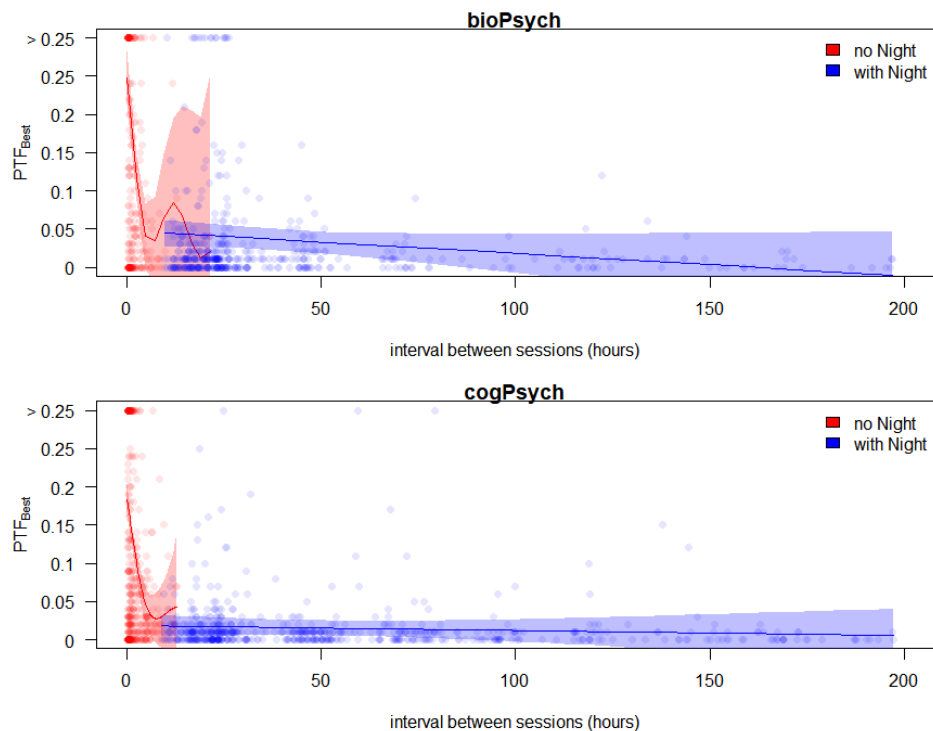 bioPsych
> 0.25
0.25
0.2
0.15
0.1
0.05
0
PTFBest
no Night
with Night
0 50 100 150 200
interval between sessions (hours)
cogPsych
> 0.25
0.25
0.2
0.15
0.1
0.05
0
PTFBest
no Night
with Night
0 50 100 150 200
interval between sessions (hours)